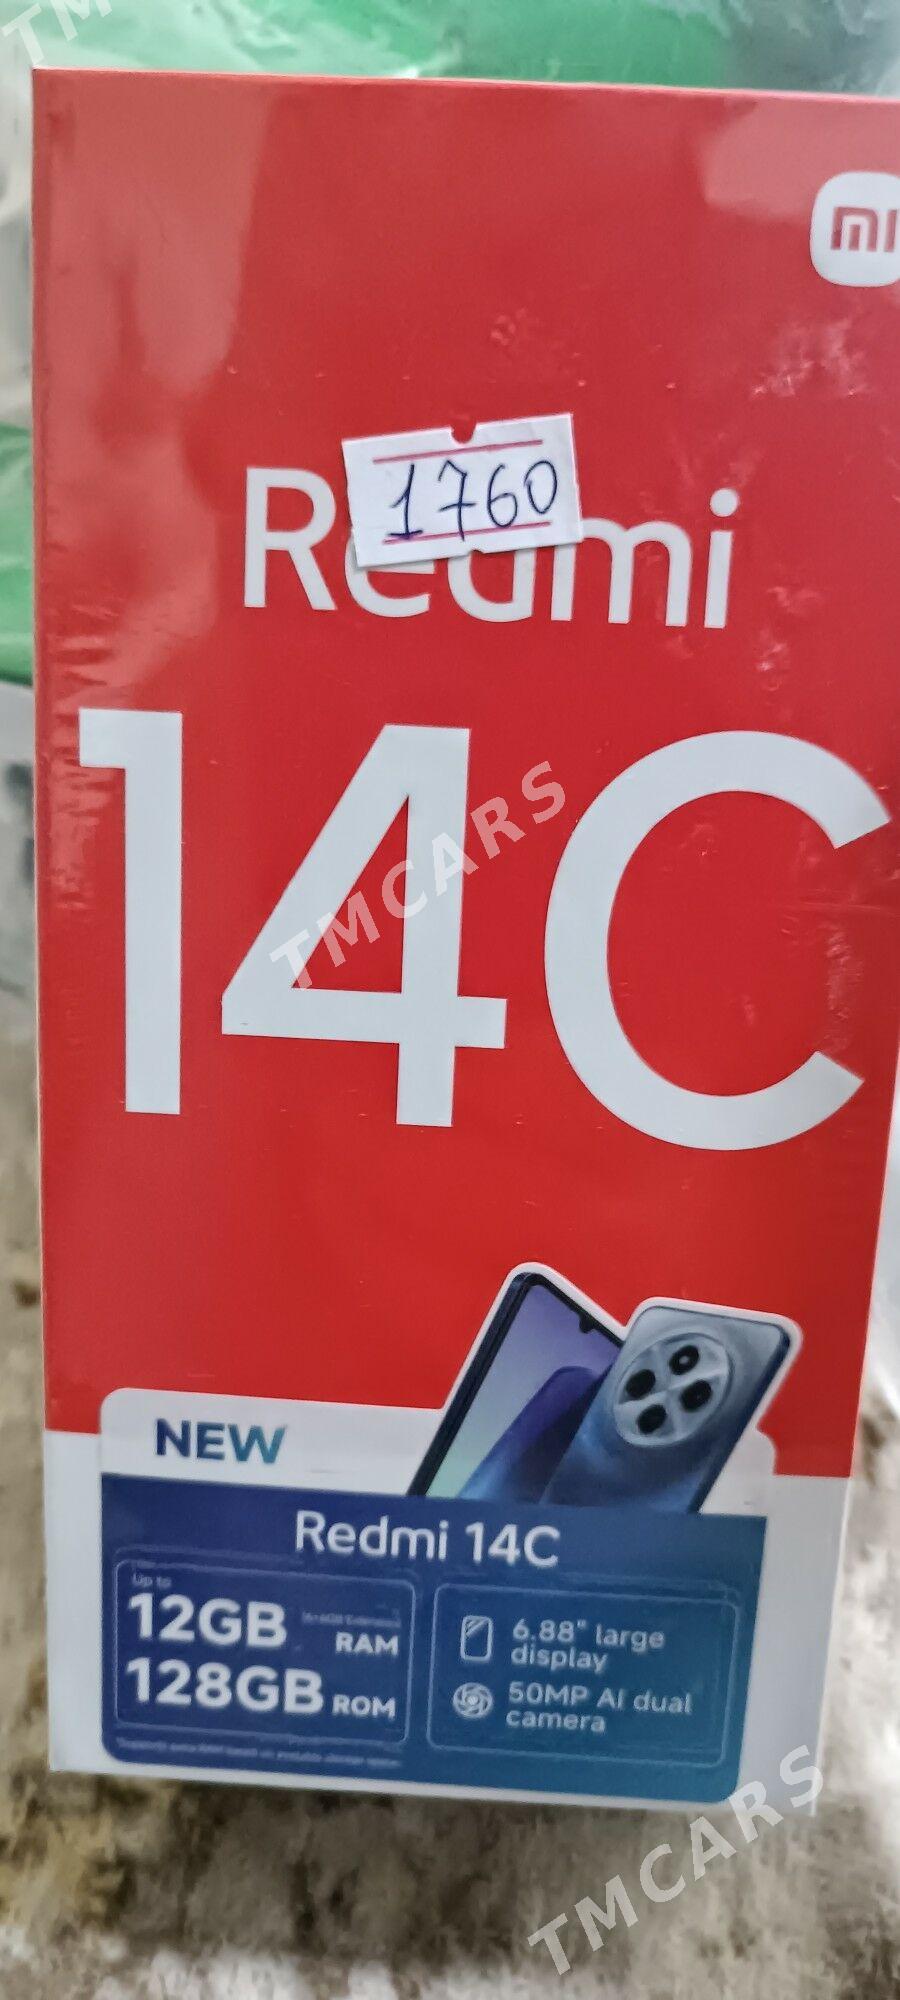 TM
mi
1760
Redmi
14C
TMCARS
NEW
Redmi 14C
Up to
12GB RAM
128GB ROM
6.88" large
display
50MP AI dual
camera
TMCARS